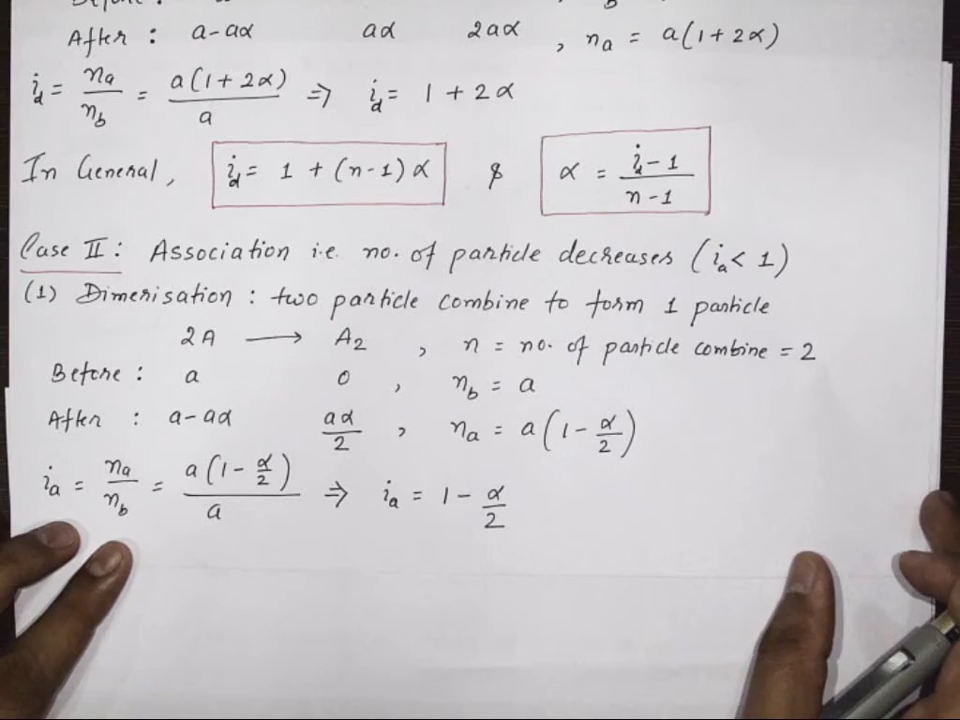 After : a-aα aα 2aα , na = a(1+2α)
id = na/nb = a(1+2α)/a ⇒ id = 1+2α
In General, id = 1 + (n-1)α & α = id-1/n-1
Case II : Association i.e. no. of particle decreases (ia< 1)
(1) Dimerisation : two particle combine to form 1 particle
2A ⟶ A2 , n = no. of particle combine = 2
Before : a 0 , nb = a
After : a-aα aα/2 , na = a(1-α/2)
ia = na/nb = a(1-α/2)/a ⇒ ia = 1-α/2